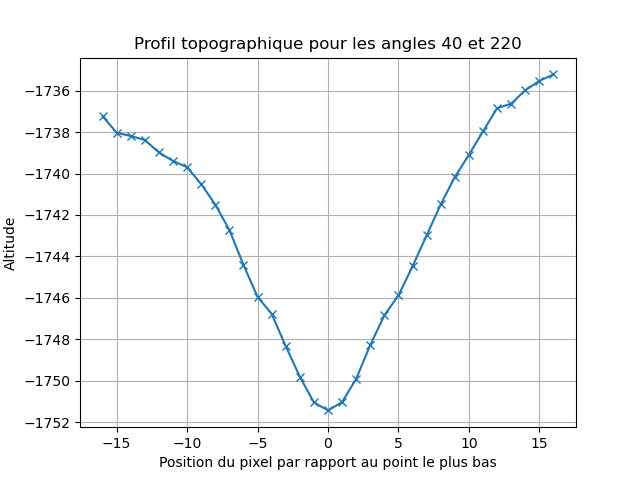 Profil topographique pour les angles 40 et 220
Altitude
−1736
−1738
−1740
−1742
−1744
−1746
−1748
−1750
−1752
−15 −10 −5 0 5 10 15
Position du pixel par rapport au point le plus bas